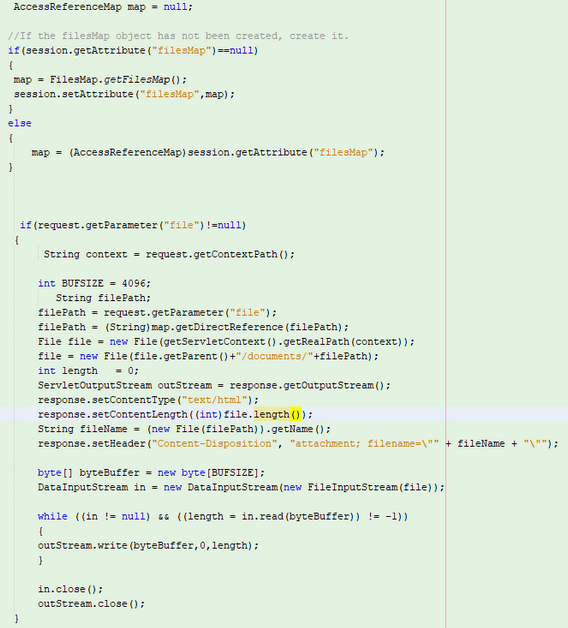 AccessReferenceMap map = null;
//If the filesMap object has not been created, create it.
if(session.getAttribute("filesMap")==null)
{
map = FilesMap.getFilesMap();
session.setAttribute("filesMap",map);
}
else
{
map = (AccessReferenceMap)session.getAttribute("filesMap");
}
if(request.getParameter("file")!=null)
{
String context = request.getContextPath();
int BUFSIZE = 4096;
String filePath;
filePath = request.getParameter("file");
filePath = (String)map.getDirectReference(filePath);
File file = new File(getServletContext().getRealPath(context));
file = new File(file.getParent()+"/documents/"+filePath);
int length   = 0;
ServletOutputStream outStream = response.getOutputStream();
response.setContentType("text/html");
response.setContentLength((int)file.length());
String fileName = (new File(filePath)).getName();
response.setHeader("Content-Disposition", "attachment; filename=\"" + fileName + "\"");
byte[] byteBuffer = new byte[BUFSIZE];
DataInputStream in = new DataInputStream(new FileInputStream(file));
while ((in != null) && ((length = in.read(byteBuffer)) != -1))
{
outStream.write(byteBuffer,0,length);
}
in.close();
outStream.close();
}